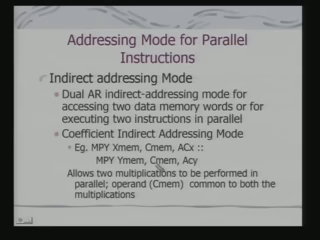 Addressing Mode for Parallel
Instructions
Indirect addressing Mode
Dual AR indirect-addressing mode for
accessing two data memory words or for
executing two instructions in parallel
Coefficient Indirect Addressing Mode
Eg. MPY Xmem, Cmem, ACx ::
MPY Ymem, Cmem, Acy
Allows two multiplications to be performed in
parallel; operand (Cmem) common to both the
multiplications